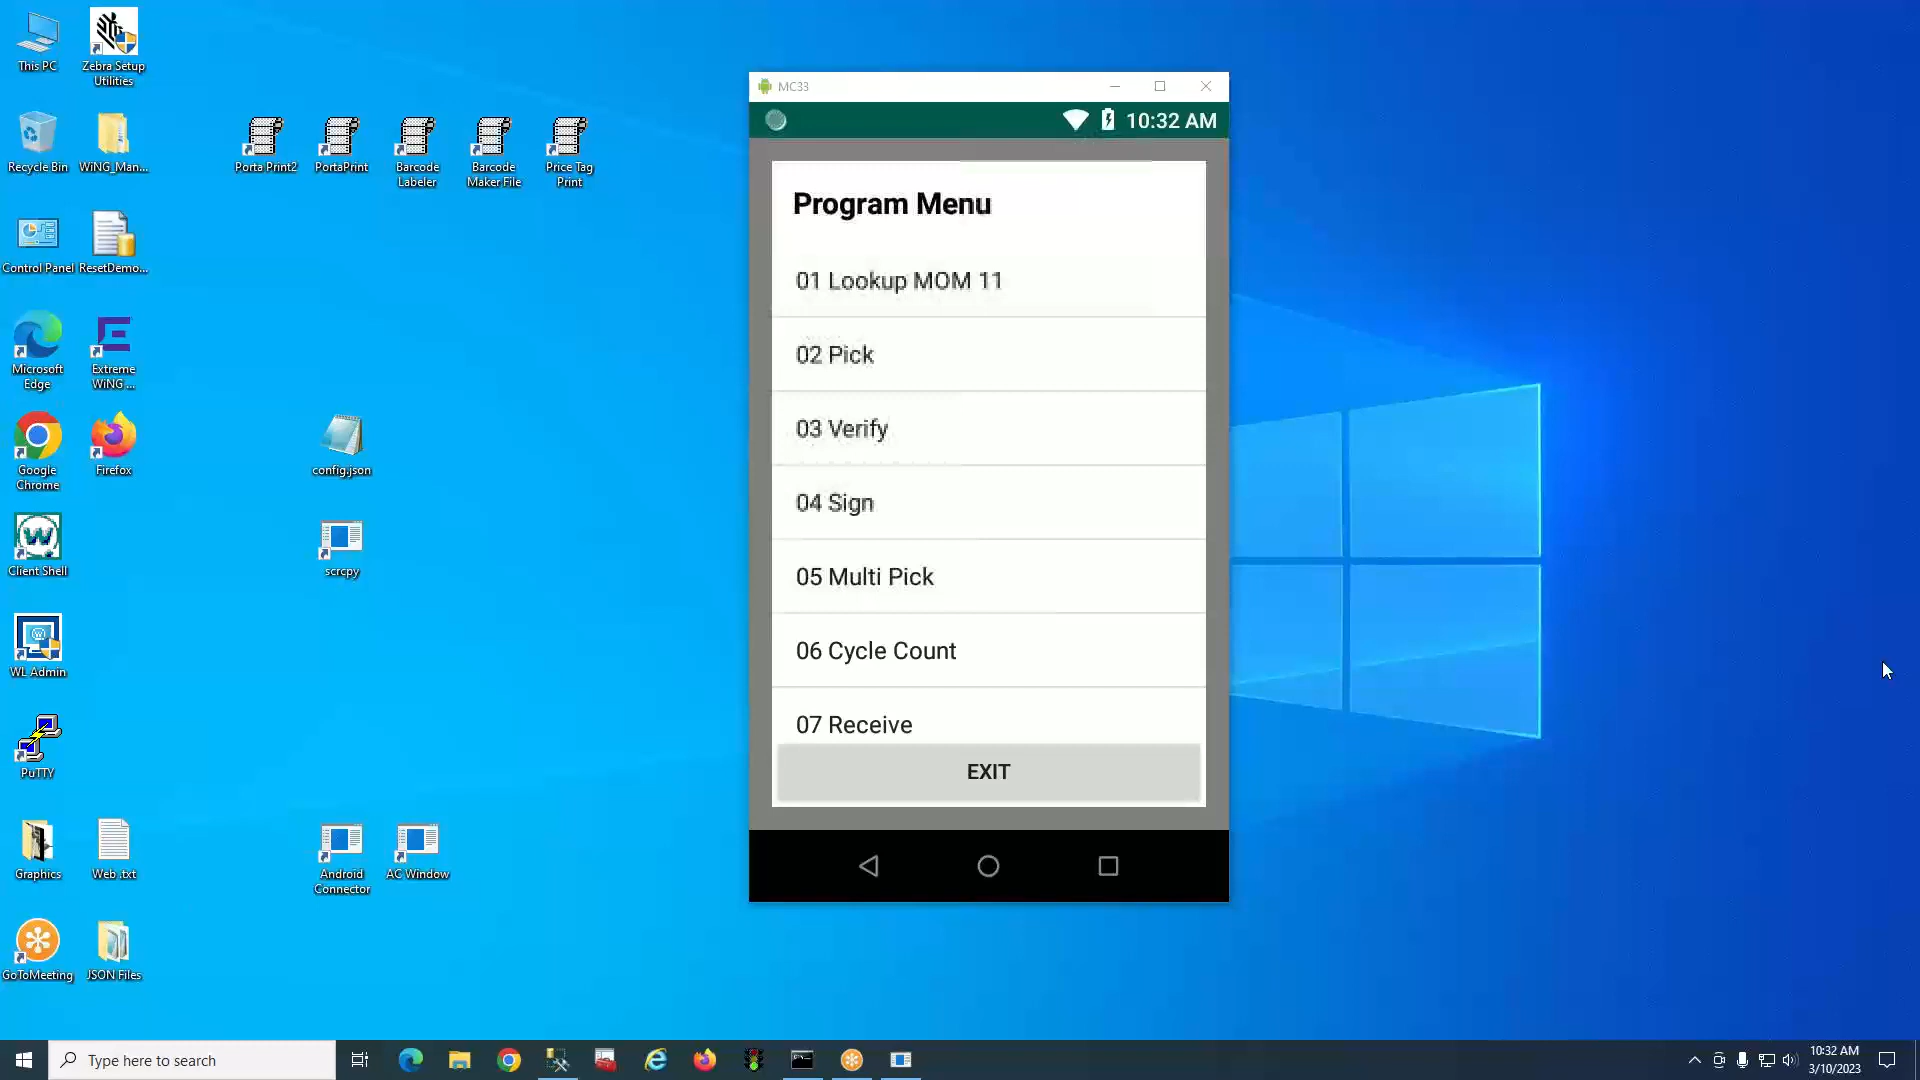 This PC
Zebra Setup
Utilities
Recycle Bin
WiNG_Man...
Porta Print2
PortaPrint
Barcode
Labeler
Barcode
Maker File
Price Tag
Print
Control Panel
ResetDemo...
Microsoft
Edge
Extreme
WiNG ...
Google
Chrome
Firefox
config.json
Client Shell
scrcpy
WL Admin
PuTTY
Graphics
Web .txt
Android
Connector
AC Window
GoToMeeting
JSON Files
MC33
10:32 AM
Program Menu
01 Lookup MOM 11
02 Pick
03 Verify
04 Sign
05 Multi Pick
06 Cycle Count
07 Receive
EXIT
Type here to search
10:32 AM
3/10/2023